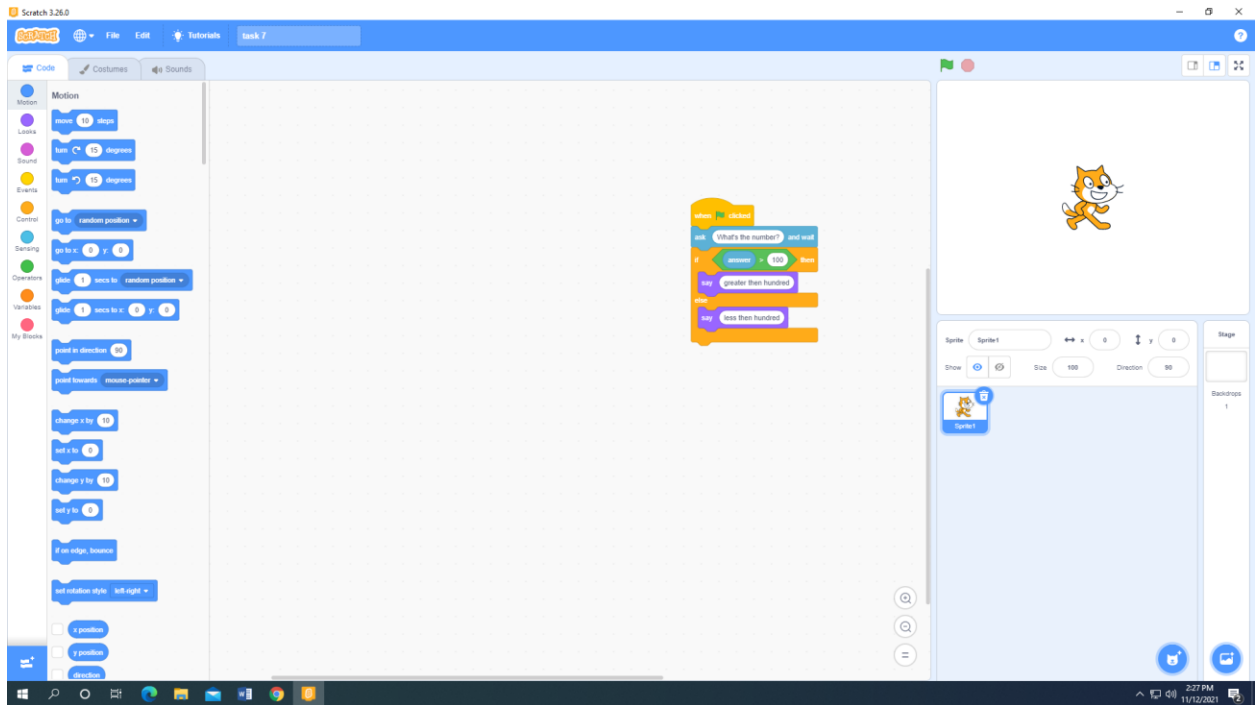 Scratch 3.26.0
SCRATCH File Edit Tutorials task 7
Code Costumes Sounds
Motion
Looks
Sound
Events
Control
Sensing
Operators
Variables
My Blocks
Motion
move 10 steps
turn 15 degrees
turn 15 degrees
go to random position
go to x: 0 y: 0
glide 1 secs to random position
glide 1 secs to x: 0 y: 0
point in direction 90
point towards mouse-pointer
change x by 10
set x to 0
change y by 10
set y to 0
if on edge, bounce
set rotation style left-right
x position
y position
direction
when clicked
ask What's the number? and wait
if answer 100 then
say greater then hundred
else
say less then hundred
Sprite Sprite1 x 0 y 0
Show Size 100 Direction 90
Sprite1
Stage
Backdrops
1
2:27 PM
11/12/2021